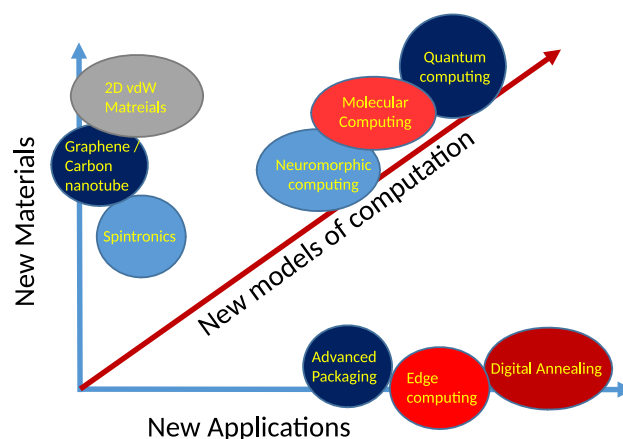 Quantum
computing
2D vdW
Matreials
Molecular
Computing
Graphene /
Carbon
nanotube
Neuromorphic
computing
Spintronics
New Materials
New models of computation
Advanced
Packaging
Edge
computing
Digital Annealing
New Applications